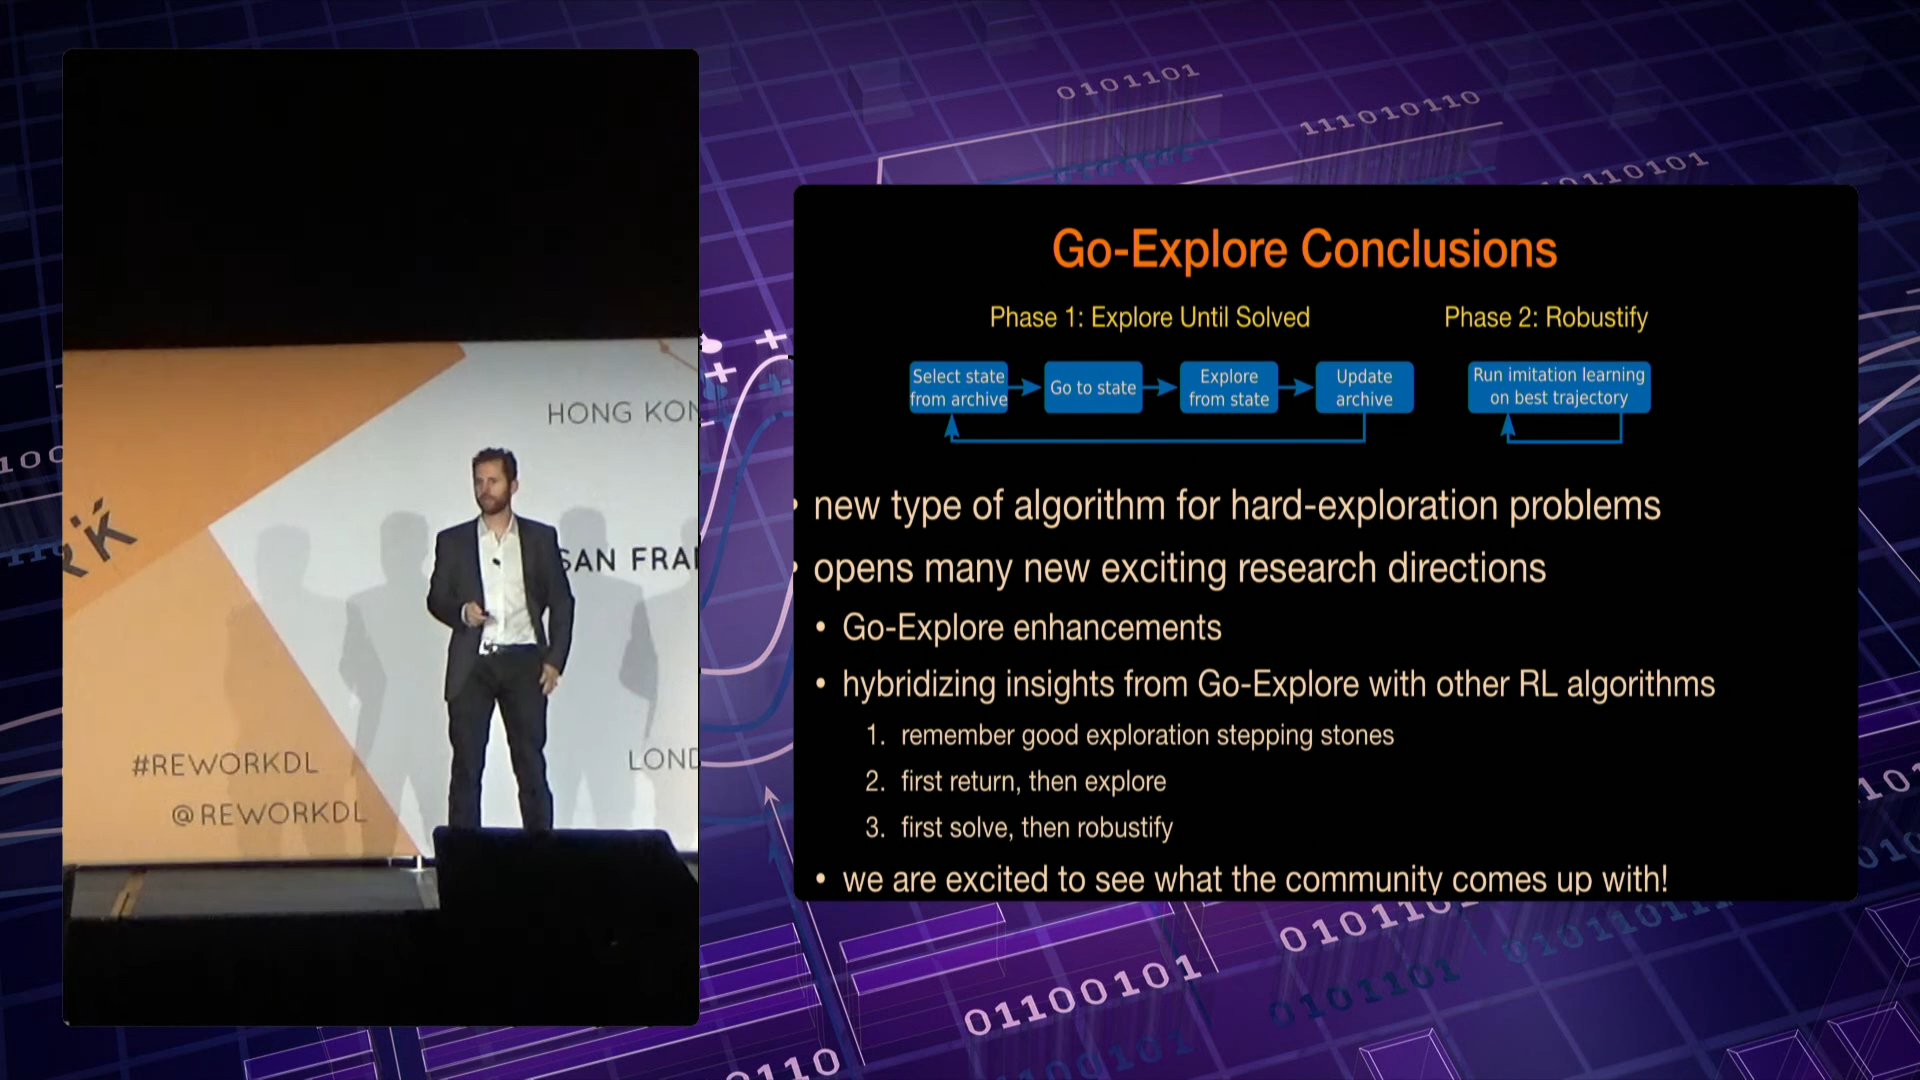 HONG KON
SAN FRA
#REWORKDL
@REWORKDL
LOND
0101101
111010110
Go-Explore Conclusions
Phase 1: Explore Until Solved
Phase 2: Robustify
Select state
from archive
Go to state
Explore
from state
Update
archive
Run imitation learning
on best trajectory
• new type of algorithm for hard-exploration problems
• opens many new exciting research directions
• Go-Explore enhancements
• hybridizing insights from Go-Explore with other RL algorithms
1. remember good exploration stepping stones
2. first return, then explore
3. first solve, then robustify
• we are excited to see what the community comes up with!
01100101